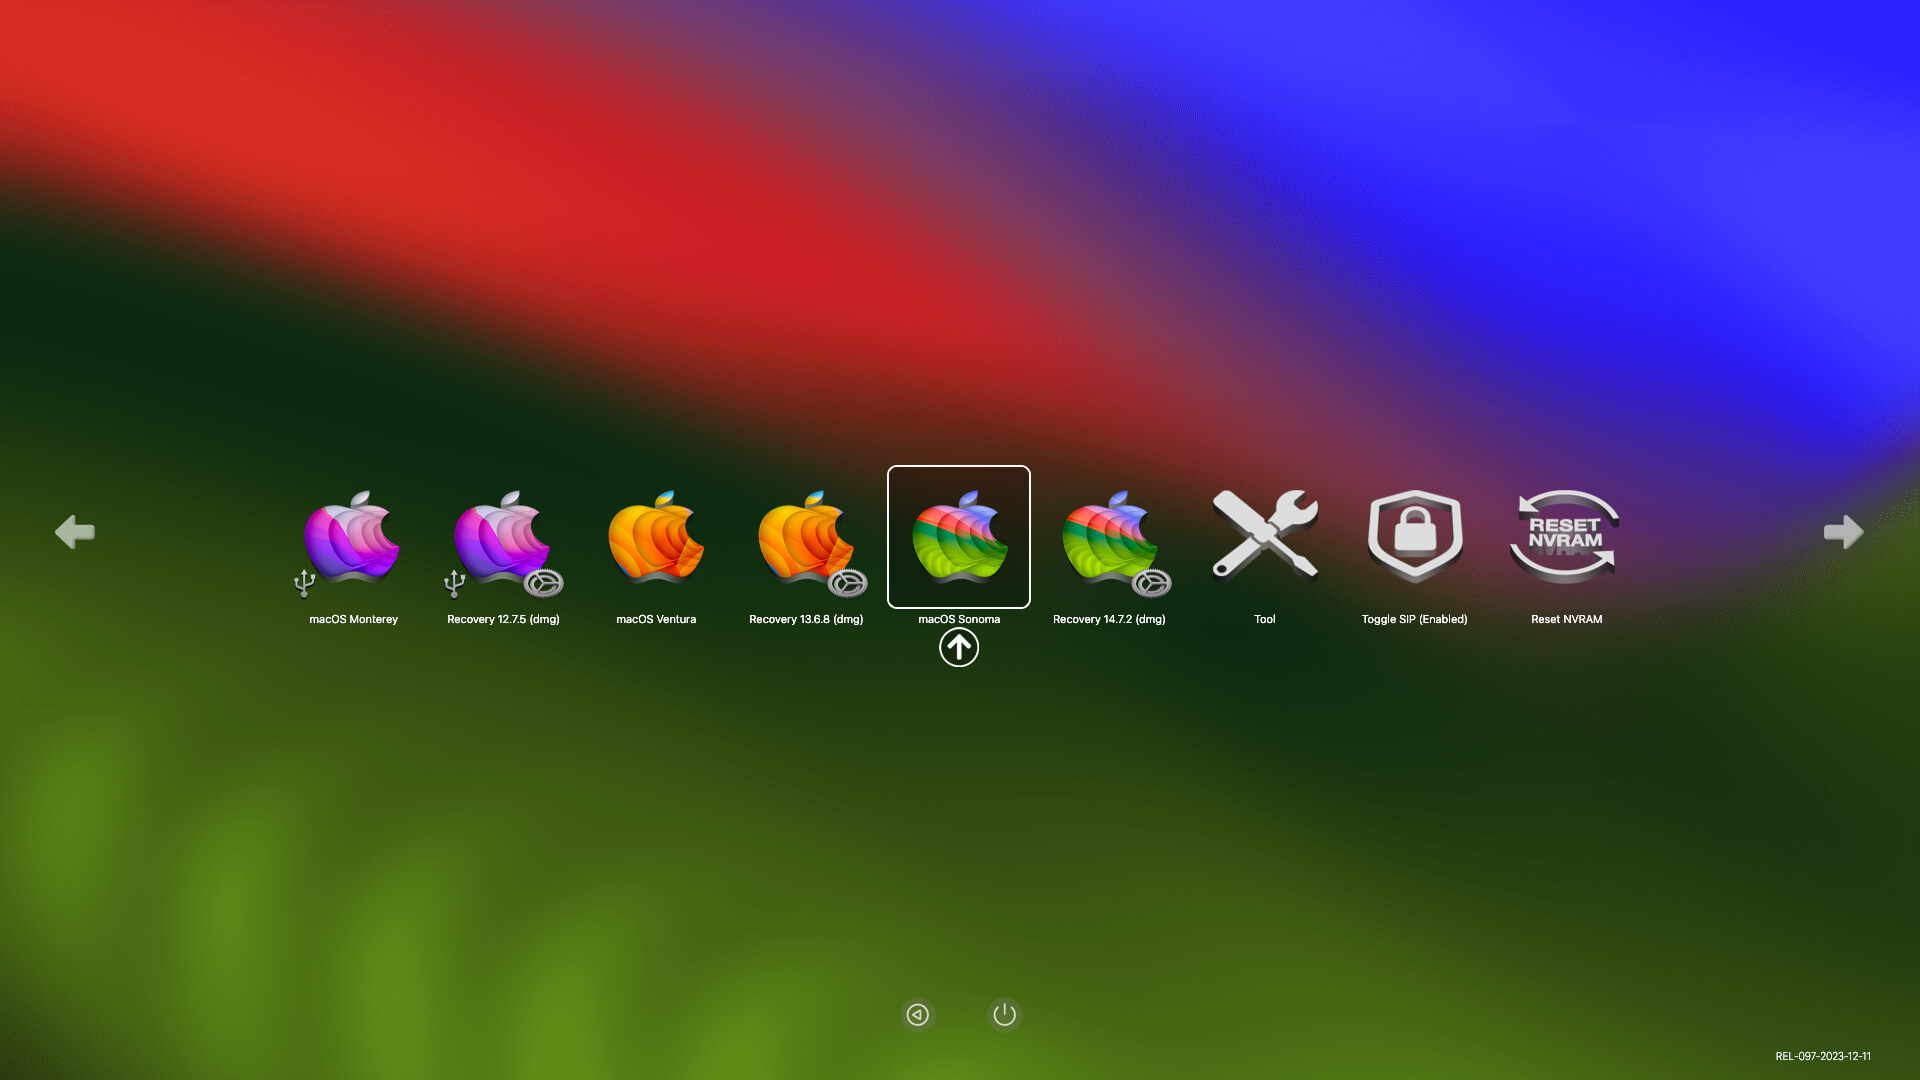 RESET
NVRAM
macOS Monterey
Recovery 12.7.5 (dmg)
macOS Ventura
Recovery 13.6.8 (dmg)
macOS Sonoma
Recovery 14.7.2 (dmg)
Tool
Toggle SIP (Enabled)
Reset NVRAM
REL-097-2023-12-11